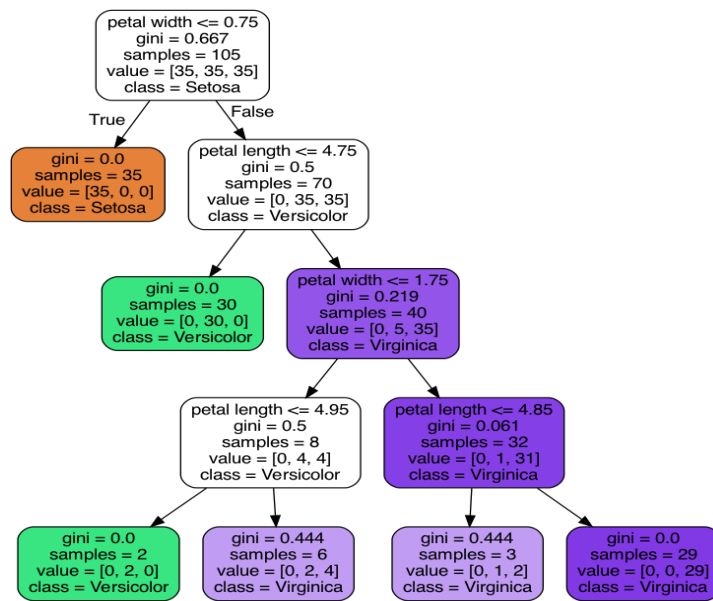 petal width <= 0.75
gini = 0.667
samples = 105
value = [35, 35, 35]
class = Setosa
True
False
gini = 0.0
samples = 35
value = [35, 0, 0]
class = Setosa
petal length <= 4.75
gini = 0.5
samples = 70
value = [0, 35, 35]
class = Versicolor
gini = 0.0
samples = 30
value = [0, 30, 0]
class = Versicolor
petal width <= 1.75
gini = 0.219
samples = 40
value = [0, 5, 35]
class = Virginica
petal length <= 4.95
gini = 0.5
samples = 8
value = [0, 4, 4]
class = Versicolor
petal length <= 4.85
gini = 0.061
samples = 32
value = [0, 1, 31]
class = Virginica
gini = 0.0
samples = 2
value = [0, 2, 0]
class = Versicolor
gini = 0.444
samples = 6
value = [0, 2, 4]
class = Virginica
gini = 0.444
samples = 3
value = [0, 1, 2]
class = Virginica
gini = 0.0
samples = 29
value = [0, 0, 29]
class = Virginica